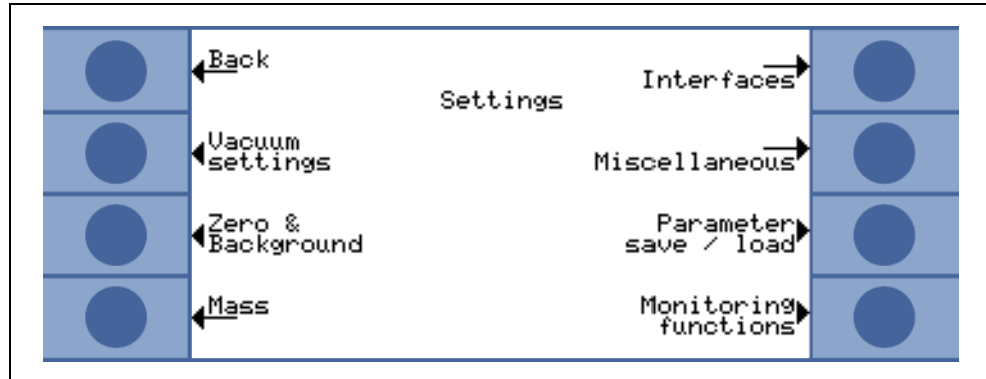 Back
Interfaces
Settings
Vacuum
settings
Miscellaneous
Zero &
Background
Parameter
save / load
Mass
Monitoring
functions